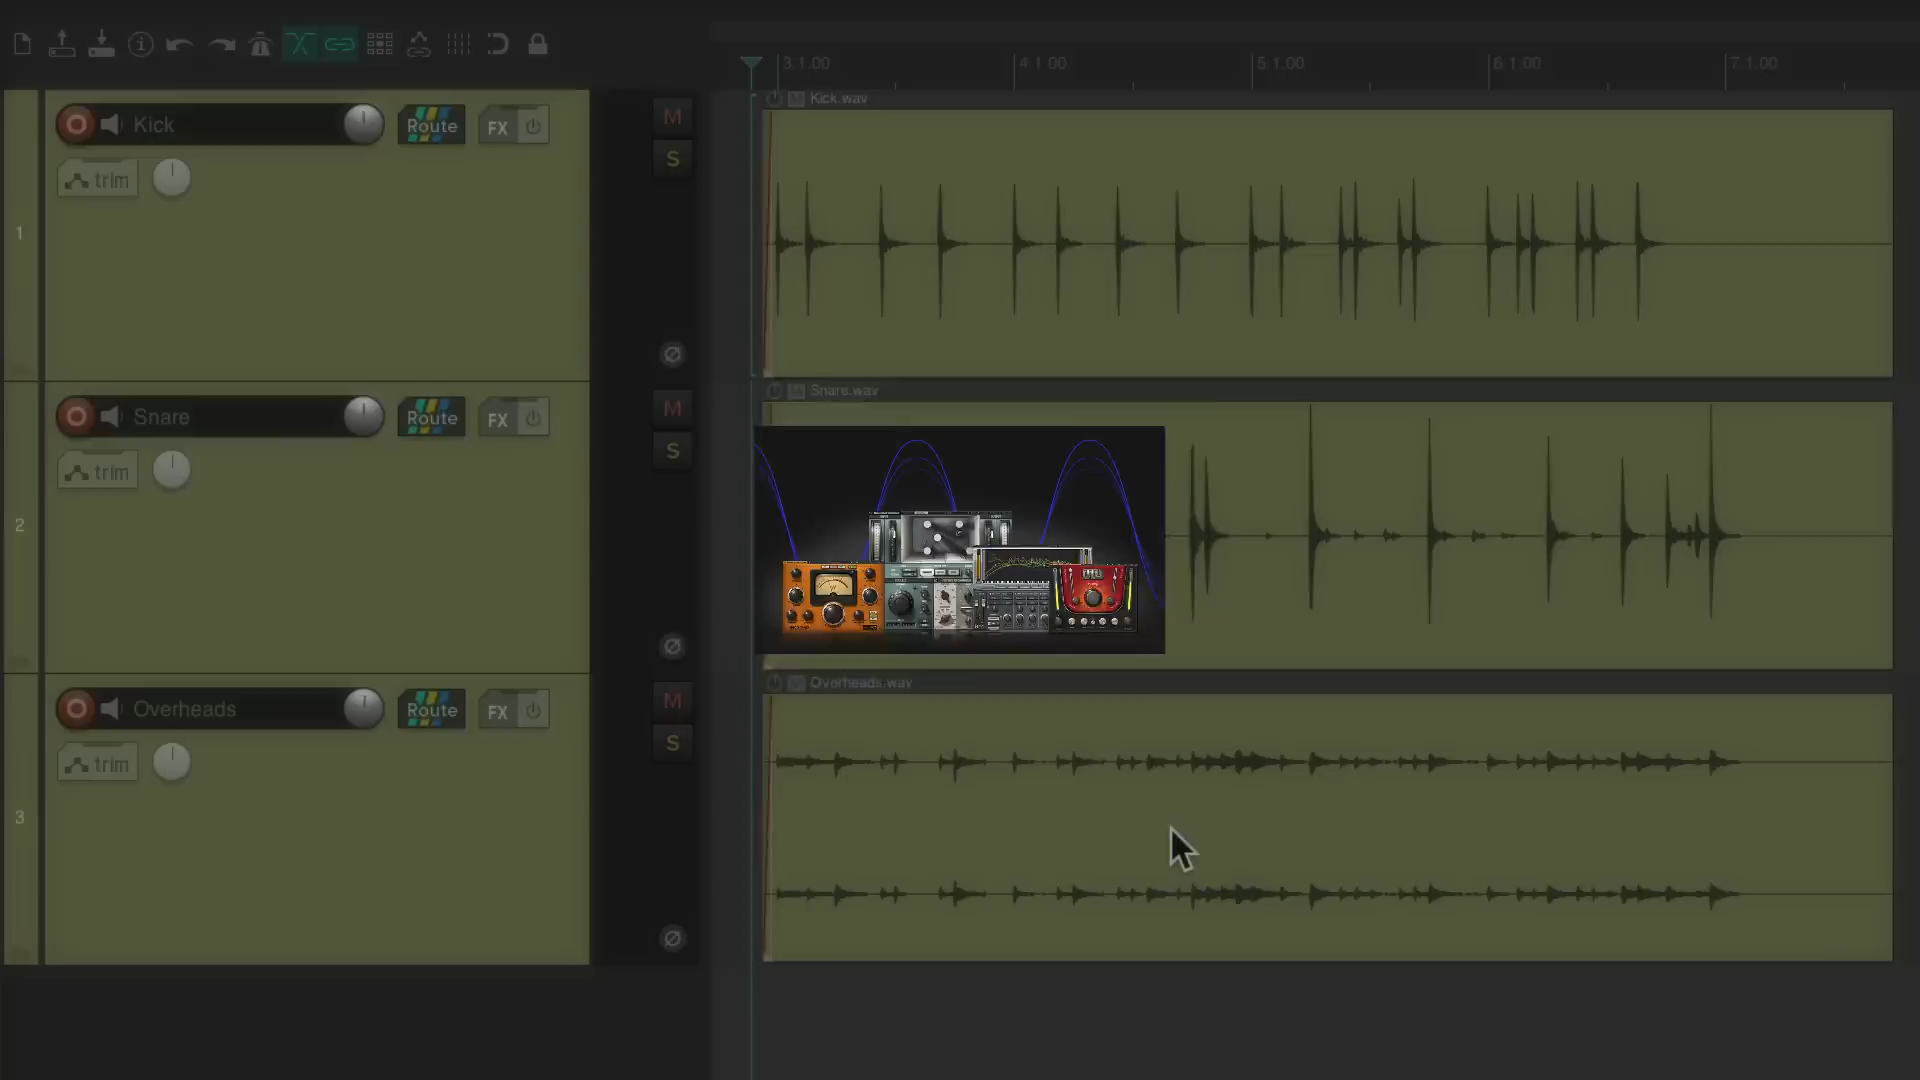 3.1.00 4.1.00 5.1.00 6.1.00 7.1.00
Kick.wav
Kick Route FX M
S
trim
1
Snare.wav
Snare Route FX M
S
trim
2
Overheads.wav
Overheads Route FX M
S
trim
3